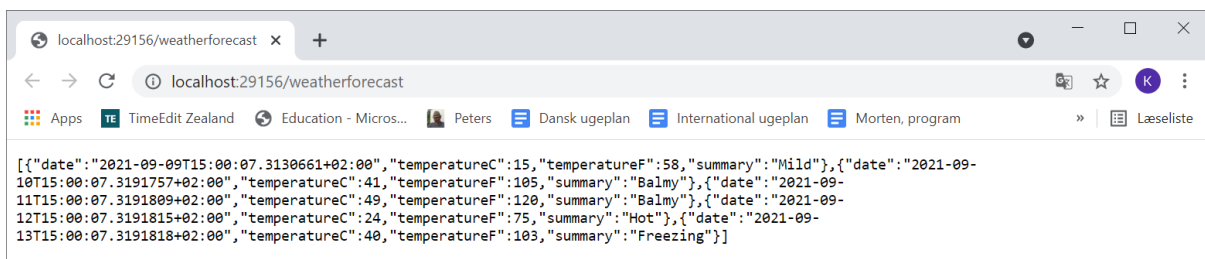 localhost:29156/weatherforecast
localhost:29156/weatherforecast
K
Apps TE TimeEdit Zealand Education - Micros... Peters Dansk ugeplan International ugeplan Morten, program » Læseliste
[{"date":"2021-09-09T15:00:07.3130661+02:00","temperatureC":15,"temperatureF":58,"summary":"Mild"},{"date":"2021-09-
10T15:00:07.3191757+02:00","temperatureC":41,"temperatureF":105,"summary":"Balmy"},{"date":"2021-09-
11T15:00:07.3191809+02:00","temperatureC":49,"temperatureF":120,"summary":"Balmy"},{"date":"2021-09-
12T15:00:07.3191815+02:00","temperatureC":24,"temperatureF":75,"summary":"Hot"},{"date":"2021-09-
13T15:00:07.3191818+02:00","temperatureC":40,"temperatureF":103,"summary":"Freezing"}]